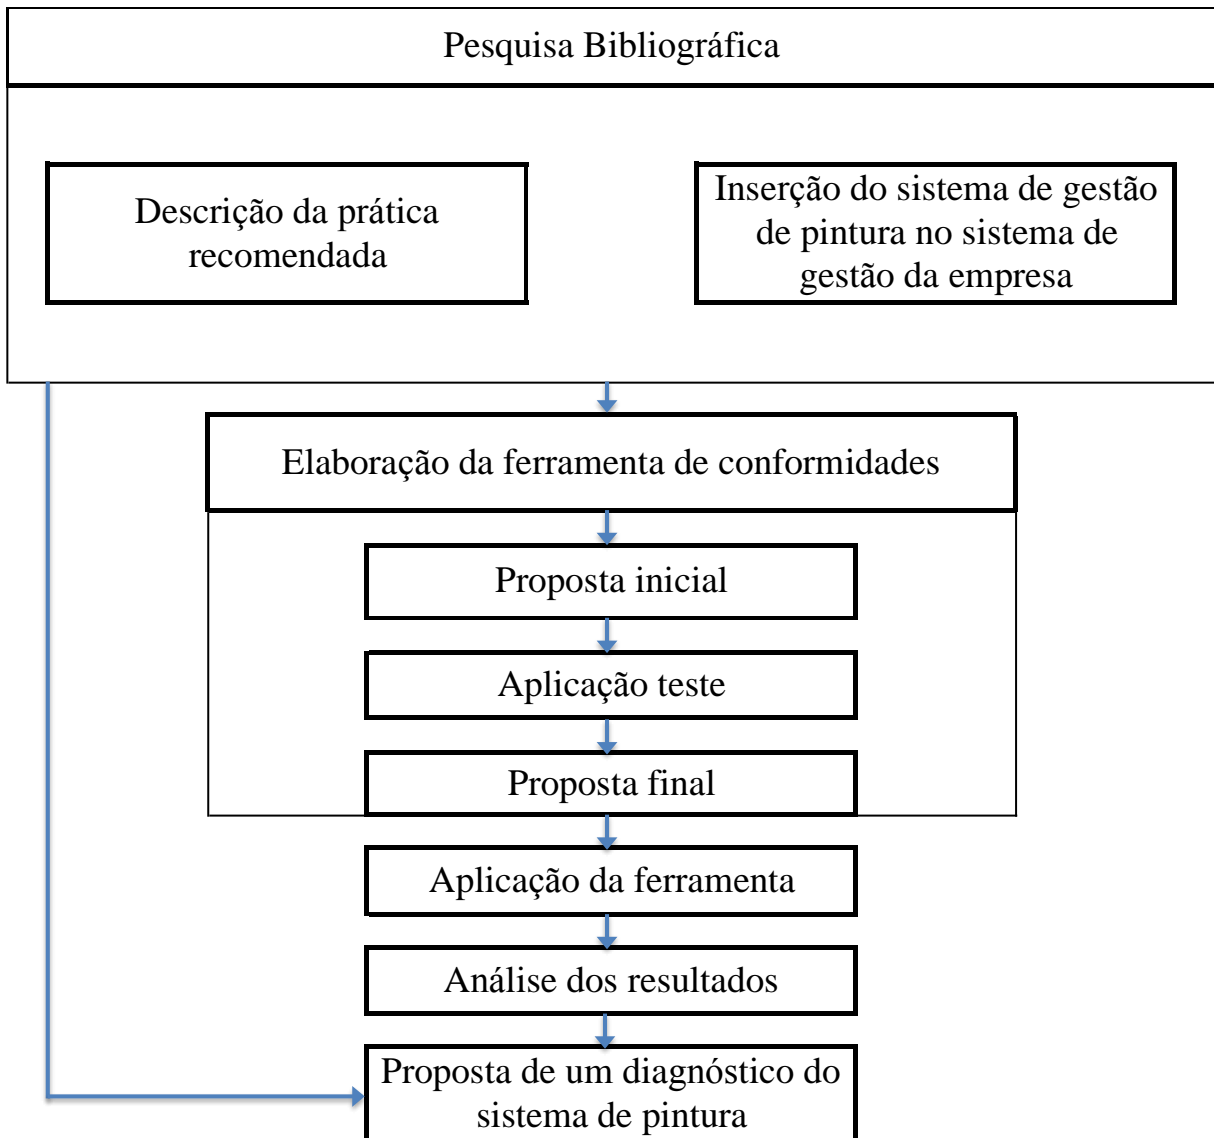 Pesquisa Bibliográfica
Descrição da prática
recomendada
Inserção do sistema de gestão
de pintura no sistema de
gestão da empresa
Elaboração da ferramenta de conformidades
Proposta inicial
Aplicação teste
Proposta final
Aplicação da ferramenta
Análise dos resultados
Proposta de um diagnóstico do
sistema de pintura